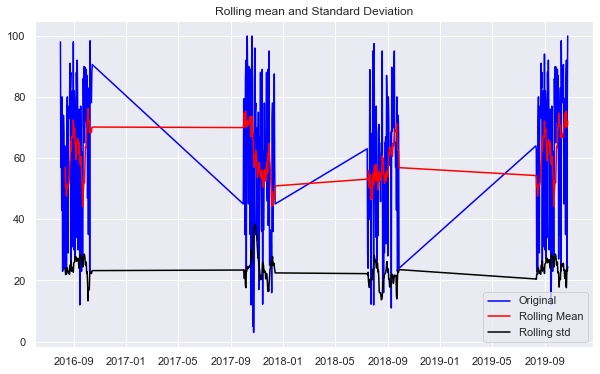 Rolling mean and Standard Deviation
100
80
60
40
20
0
2016-09 2017-01 2017-05 2017-09 2018-01 2018-05 2018-09 2019-01 2019-05 2019-09
Original
Rolling Mean
Rolling std